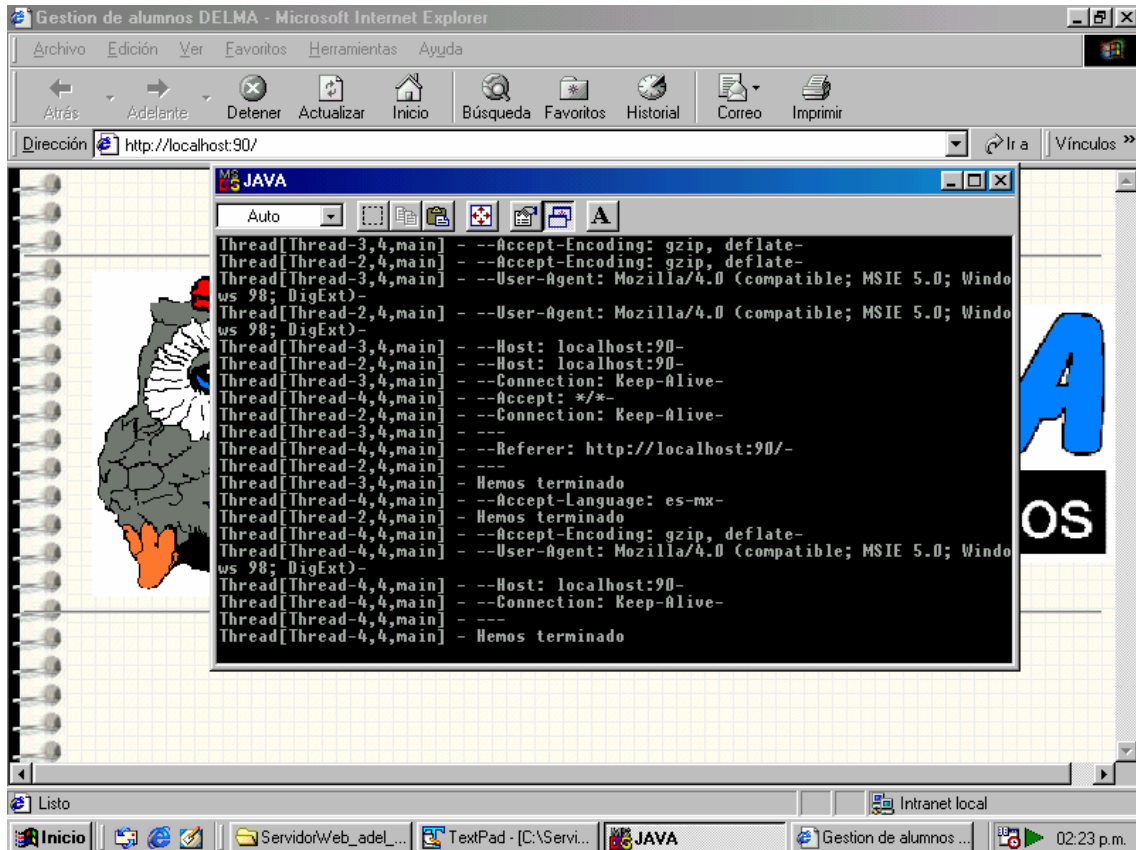 Gestion de alumnos DELMA - Microsoft Internet Explorer
Archivo Edición Ver Favoritos Herramientas Ayuda
Atrás Adelante Detener Actualizar Inicio Búsqueda Favoritos Historial Correo Imprimir
Dirección http://localhost:90/ Ir a Vínculos »
JAVA
Auto A
Thread[Thread-3,4,main] - --Accept-Encoding: gzip, deflate-
Thread[Thread-2,4,main] - --Accept-Encoding: gzip, deflate-
Thread[Thread-3,4,main] - --User-Agent: Mozilla/4.0 (compatible; MSIE 5.0; Windo
ws 98; DigExt)-
Thread[Thread-2,4,main] - --User-Agent: Mozilla/4.0 (compatible; MSIE 5.0; Windo
ws 98; DigExt)-
Thread[Thread-3,4,main] - --Host: localhost:90-
Thread[Thread-2,4,main] - --Host: localhost:90-
Thread[Thread-3,4,main] - --Connection: Keep-Alive-
Thread[Thread-4,4,main] - --Accept: */*-
Thread[Thread-2,4,main] - --Connection: Keep-Alive-
Thread[Thread-3,4,main] - ---
Thread[Thread-4,4,main] - --Referer: http://localhost:90/-
Thread[Thread-2,4,main] - ---
Thread[Thread-3,4,main] - Hemos terminado
Thread[Thread-4,4,main] - --Accept-Language: es-mx-
Thread[Thread-2,4,main] - Hemos terminado
Thread[Thread-4,4,main] - --Accept-Encoding: gzip, deflate-
Thread[Thread-4,4,main] - --User-Agent: Mozilla/4.0 (compatible; MSIE 5.0; Windo
ws 98; DigExt)-
Thread[Thread-4,4,main] - --Host: localhost:90-
Thread[Thread-4,4,main] - --Connection: Keep-Alive-
Thread[Thread-4,4,main] - ---
Thread[Thread-4,4,main] - Hemos terminado
A
OS
Listo Intranet local
Inicio ServidorWeb_adel_... TextPad - [C:\Servi... JAVA Gestion de alumnos ... 02:23 p.m.